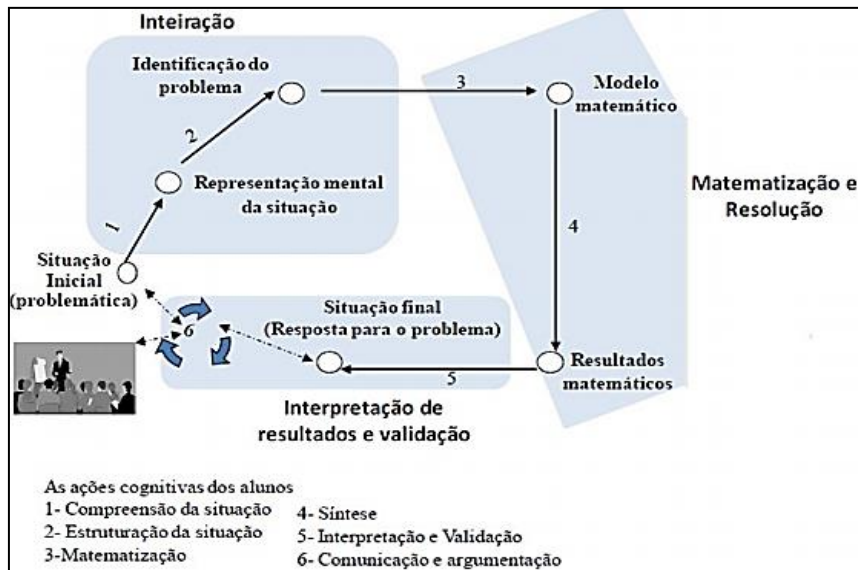 Inteiração
Identificação do
problema
3
Modelo
matemático
2
Representação mental
da situação
Matematização e
Resolução
1
4
Situação
Inicial
(problemática)
Situação final
(Resposta para o problema)
6
Resultados
matemáticos
5
Interpretação de
resultados e validação
As ações cognitivas dos alunos
1- Compreensão da situação
2- Estruturação da situação
3-Matematização
4- Síntese
5- Interpretação e Validação
6- Comunicação e argumentação